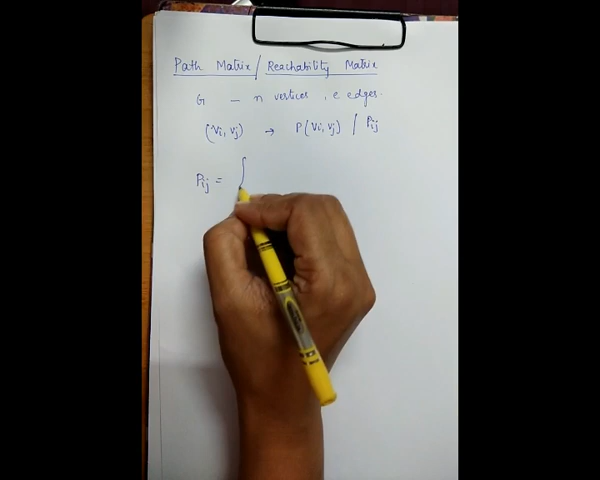 Path Matrix / Reachability Matrix
G – n vertices, e edges.
(Vi, Vj) → P(Vi, Vj) / Pij
Pij = {